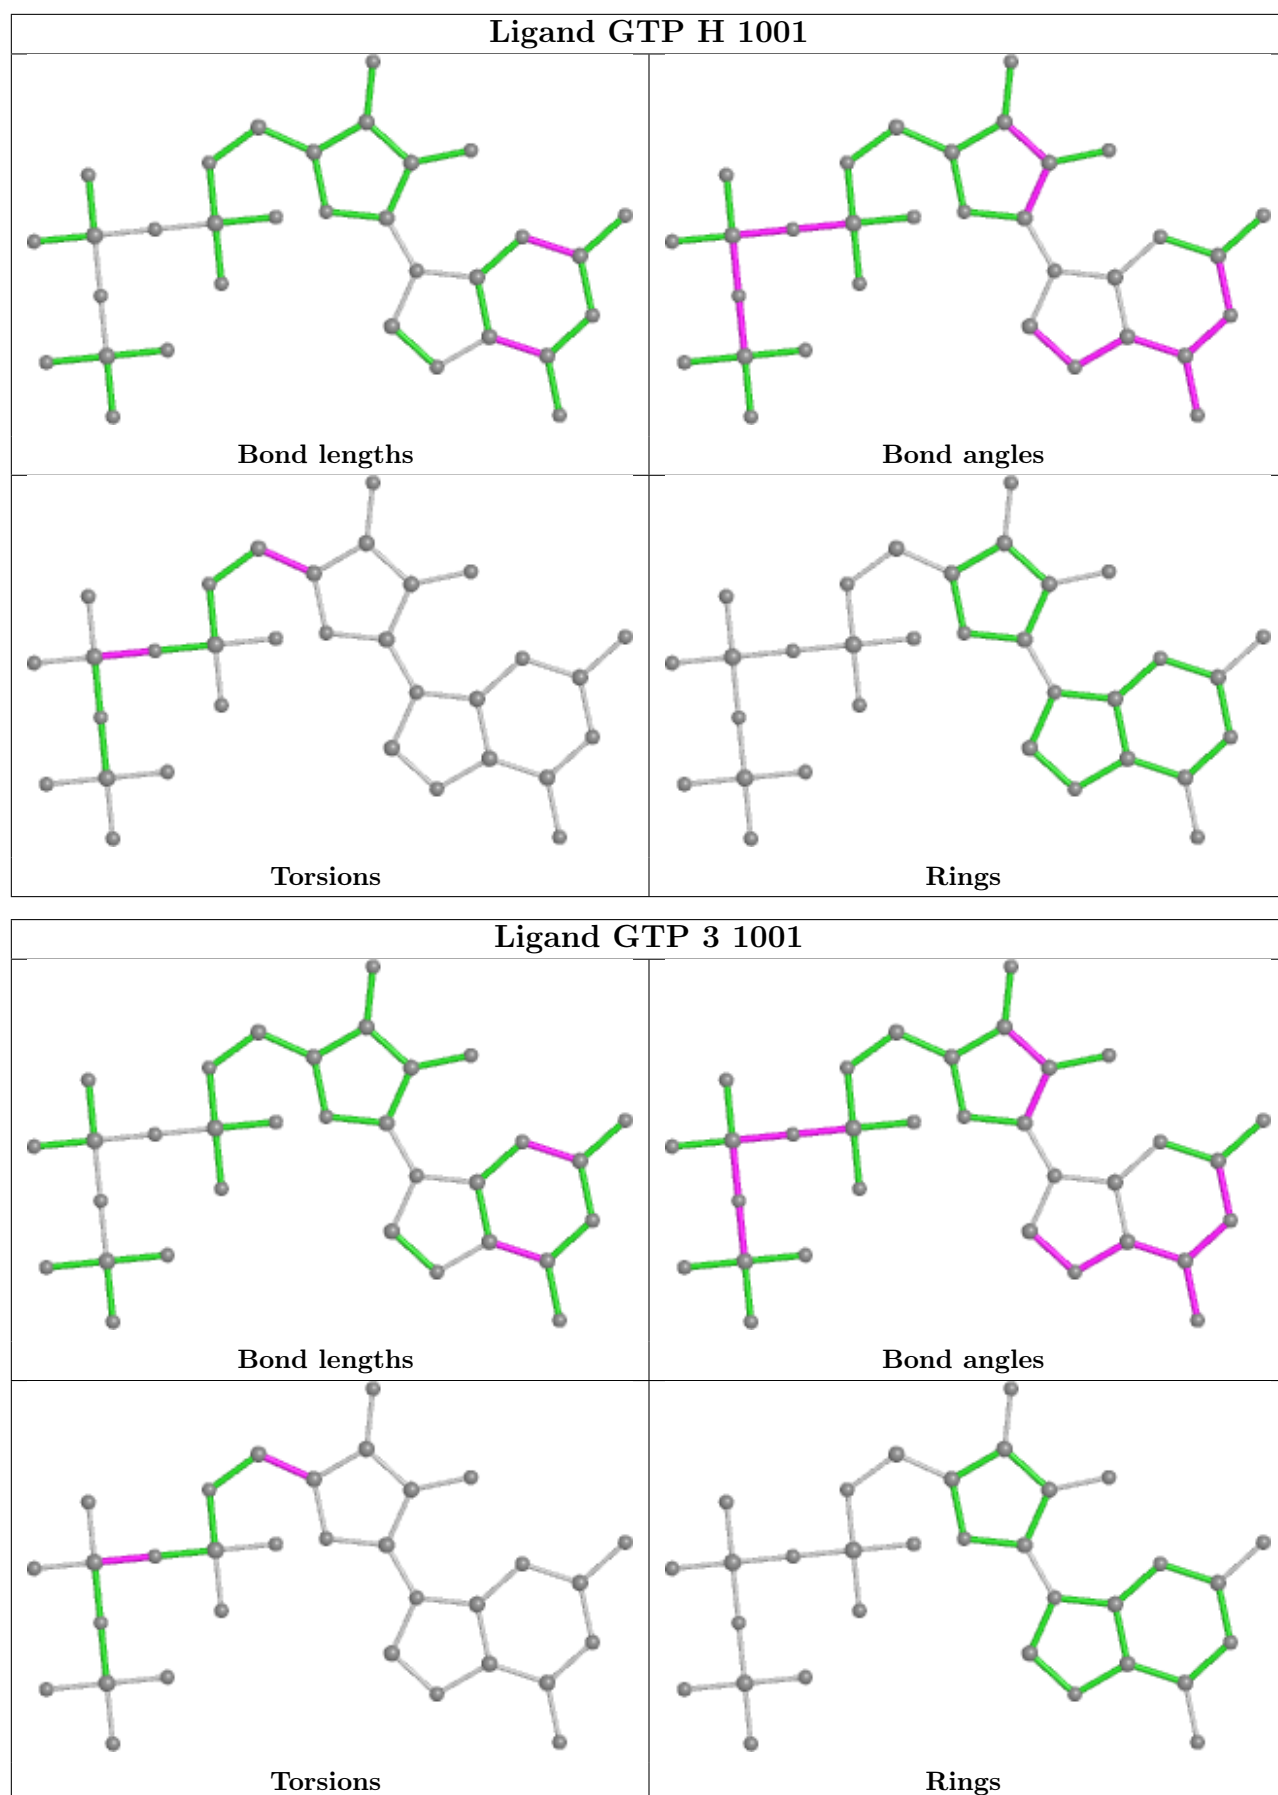 Ligand GTP H 1001
Bond lengths
Bond angles
Torsions
Rings
Ligand GTP 3 1001
Bond lengths
Bond angles
Torsions
Rings